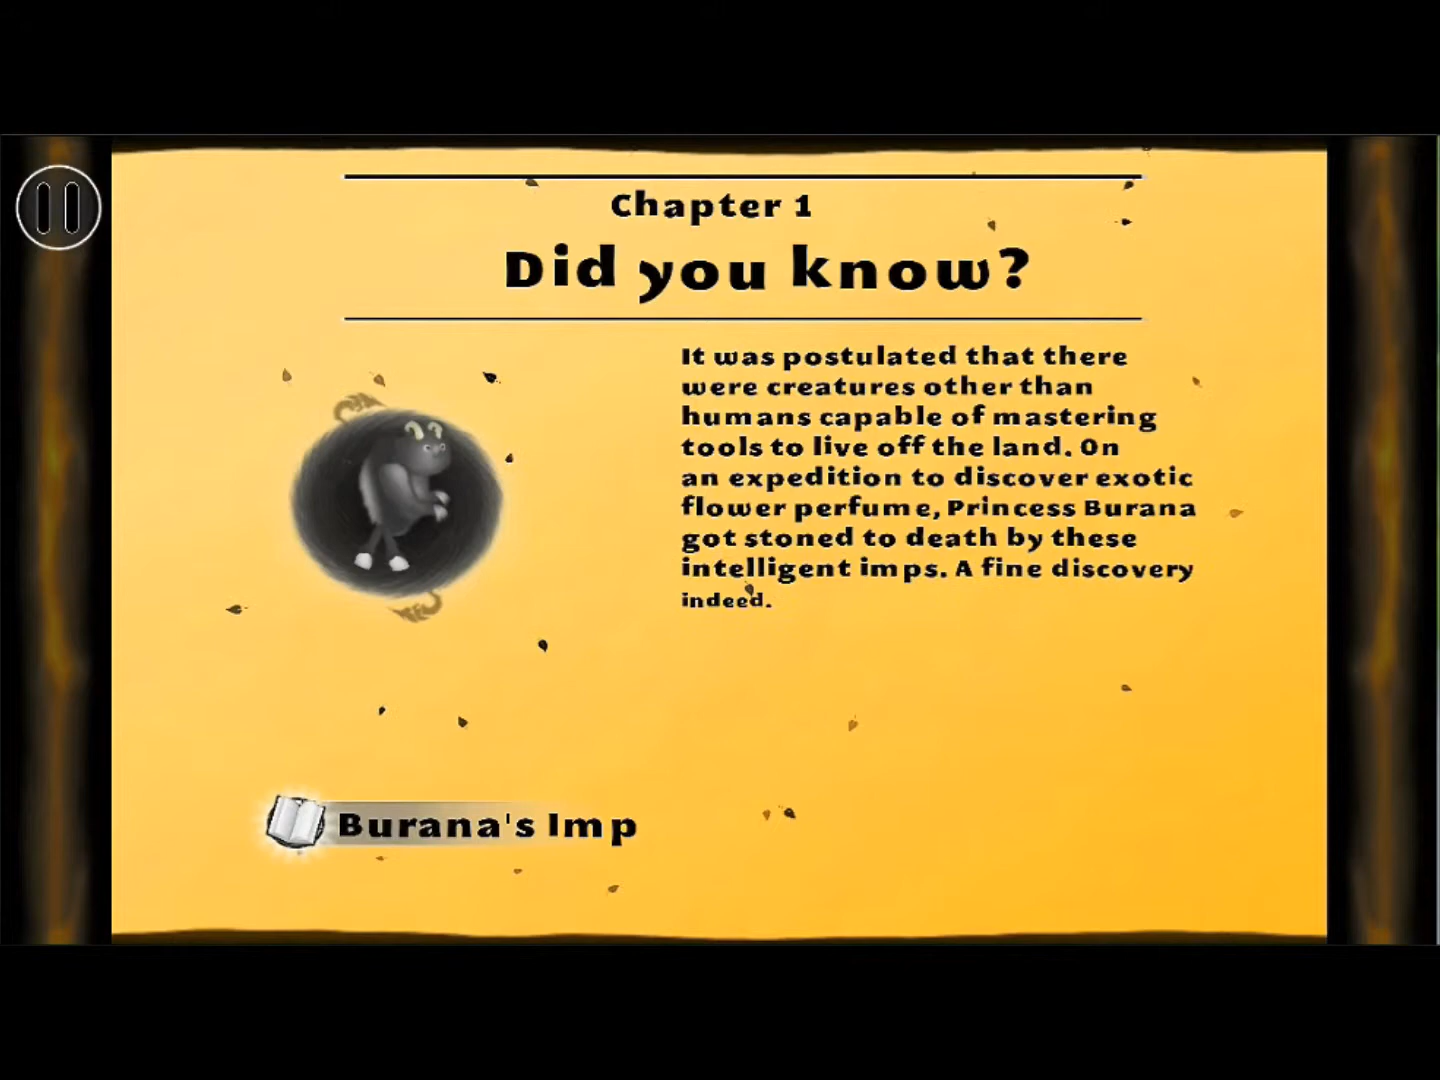 Chapter 1
Did you know?
It was postulated that there
were creatures other than
humans capable of mastering
tools to live off the land. On
an expedition to discover exotic
flower perfume, Princess Burana
got stoned to death by these
intelligent imps. A fine discovery
indeed.
Burana's Imp